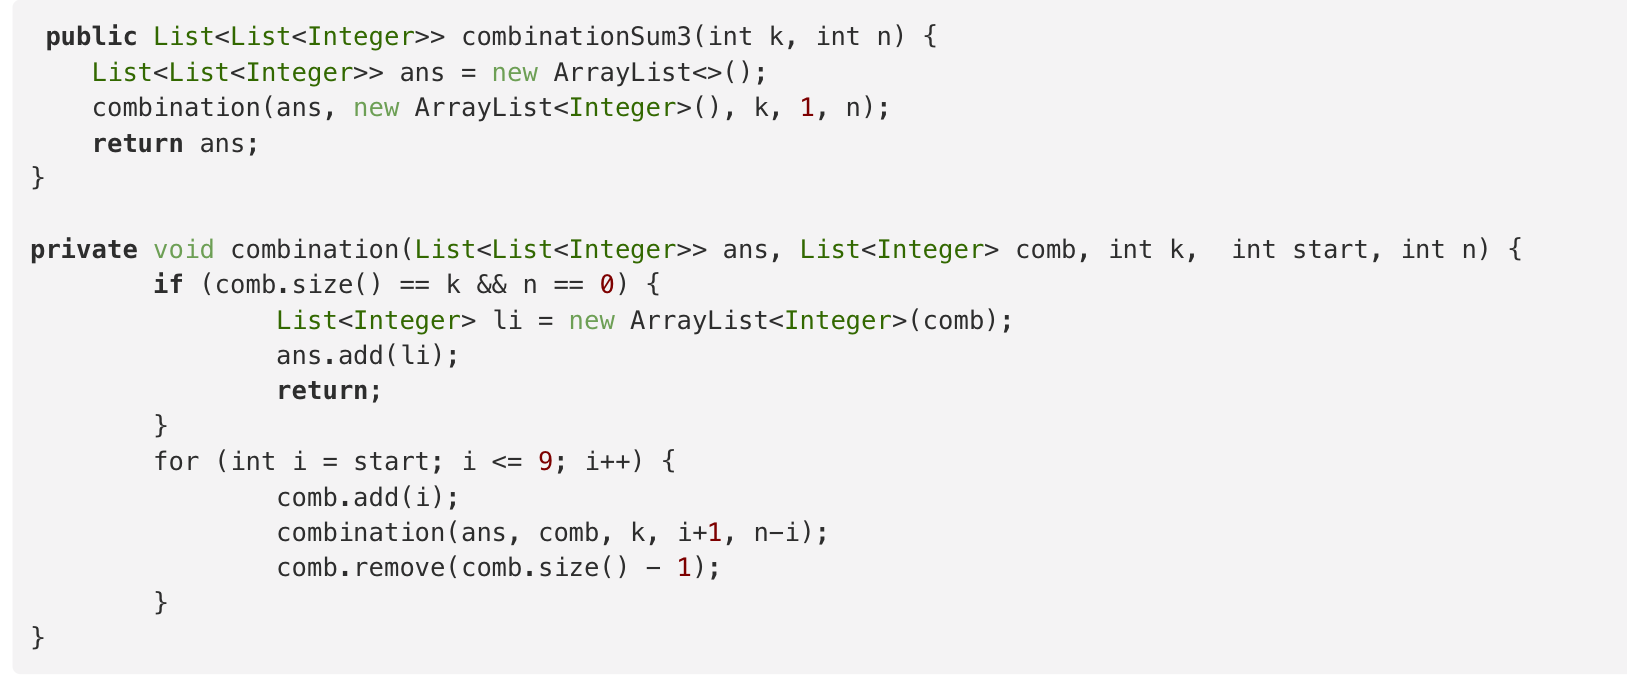 public List<List<Integer>> combinationSum3(int k, int n) {
    List<List<Integer>> ans = new ArrayList<>();
    combination(ans, new ArrayList<Integer>(), k, 1, n);
    return ans;
}

private void combination(List<List<Integer>> ans, List<Integer> comb, int k,  int start, int n) {
        if (comb.size() == k && n == 0) {
                List<Integer> li = new ArrayList<Integer>(comb);
                ans.add(li);
                return;
        }
        for (int i = start; i <= 9; i++) {
                comb.add(i);
                combination(ans, comb, k, i+1, n-i);
                comb.remove(comb.size() - 1);
        }
}